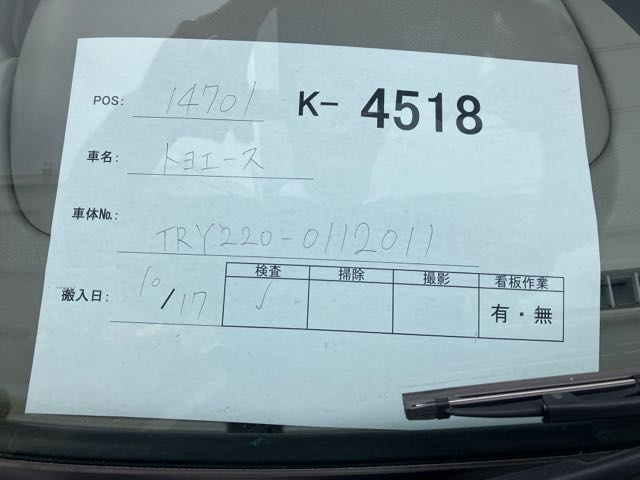 POS: 14701 K- 4518
車名: トヨエース
車体No.: TRY220-0112011
搬入日: 10/17
検査 掃除 撮影 看板作業
✓ 有・無